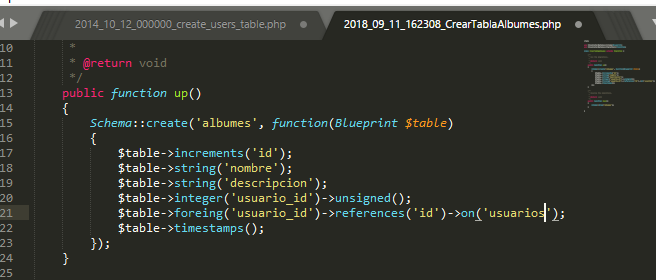 2014_10_12_000000_create_users_table.php
2018_09_11_162308_CrearTablaAlbumes.php
10 *
11 * @return void
12 */
13 public function up()
14 {
15 Schema::create('albumes', function(Blueprint $table)
16 {
17 $table->increments('id');
18 $table->string('nombre');
19 $table->string('descripcion');
20 $table->integer('usuario_id')->unsigned();
21 $table->foreing('usuario_id')->references('id')->on('usuarios');
22 $table->timestamps();
23 });
24 }